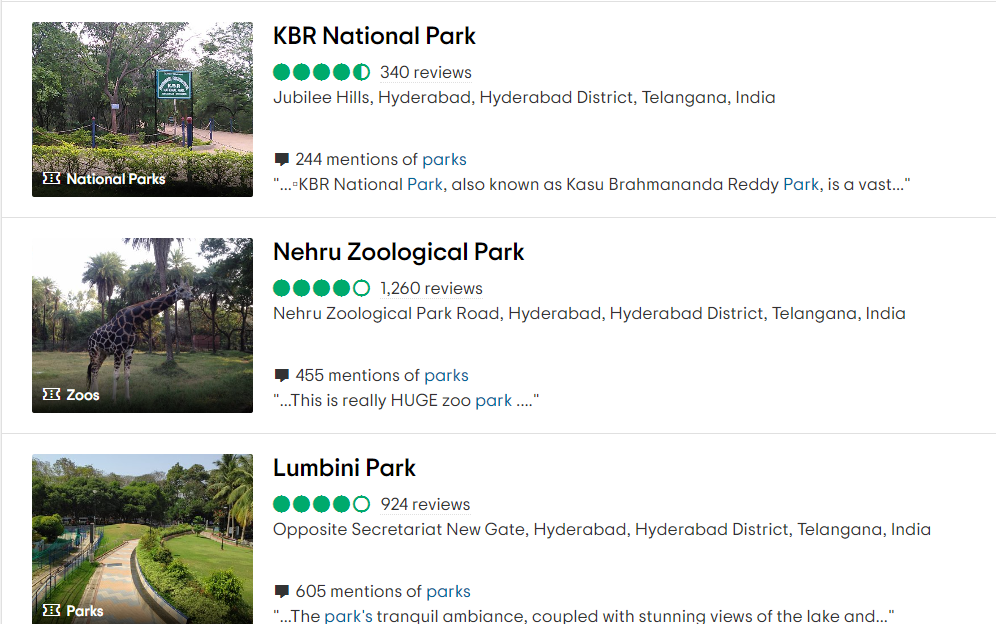 KBR National Park
340 reviews
Jubilee Hills, Hyderabad, Hyderabad District, Telangana, India
KBR
National Parks
244 mentions of parks
"...▫KBR National Park, also known as Kasu Brahmananda Reddy Park, is a vast..."
Nehru Zoological Park
1,260 reviews
Nehru Zoological Park Road, Hyderabad, Hyderabad District, Telangana, India
Zoos
455 mentions of parks
"...This is really HUGE zoo park ...."
Lumbini Park
924 reviews
Opposite Secretariat New Gate, Hyderabad, Hyderabad District, Telangana, India
Parks
605 mentions of parks
"...The park's tranquil ambiance, coupled with stunning views of the lake and..."